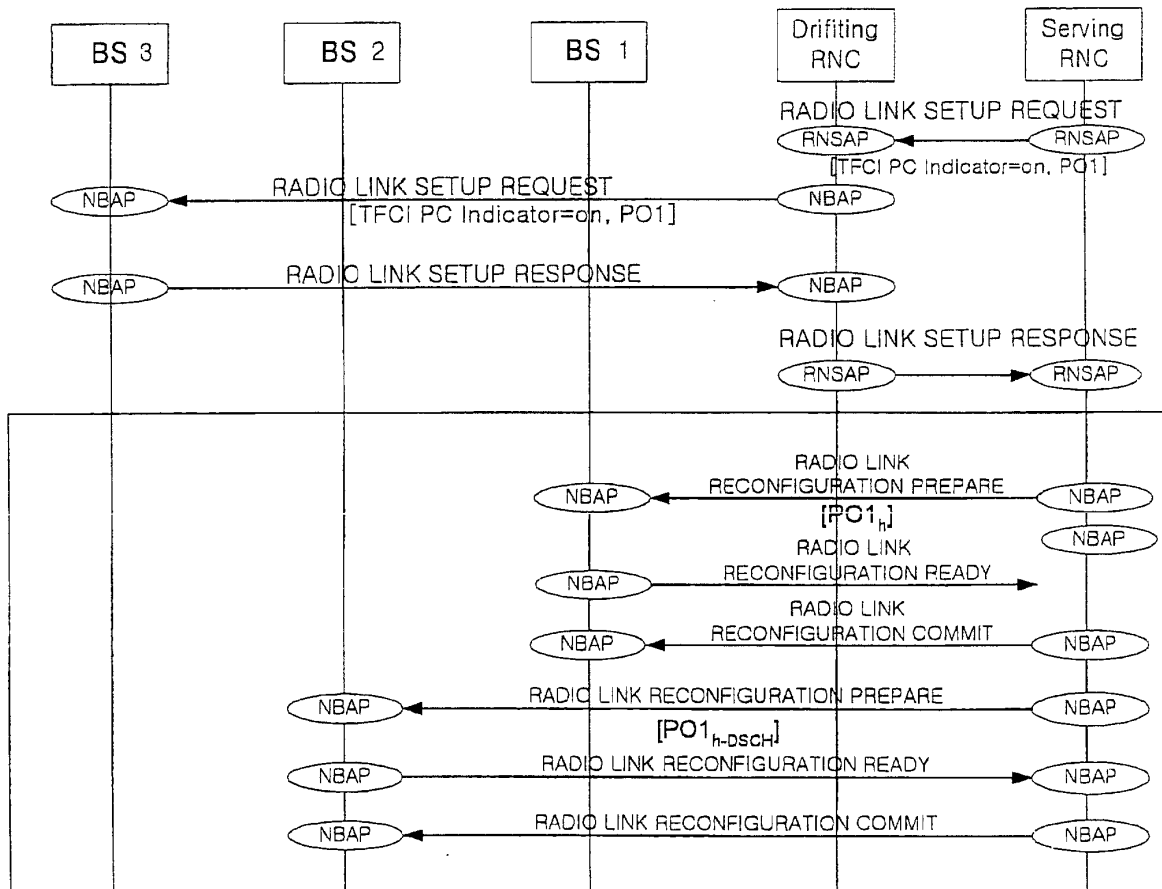 BS 3
BS 2
BS 1
Drifiting
RNC
Serving
RNC
RADIO LINK SETUP REQUEST
RNSAP
RNSAP
[TFCI PC Indicator=on, PO1]
RADIO LINK SETUP REQUEST
NBAP
NBAP
[TFCI PC Indicator=on, PO1]
RADIO LINK SETUP RESPONSE
NBAP
NBAP
RADIO LINK SETUP RESPONSE
RNSAP
RNSAP
RADIO LINK
RECONFIGURATION PREPARE
NBAP
NBAP
[PO1h]
NBAP
RADIO LINK
RECONFIGURATION READY
NBAP
RADIO LINK
RECONFIGURATION COMMIT
NBAP
NBAP
RADIO LINK RECONFIGURATION PREPARE
NBAP
NBAP
[PO1h-DSCH]
RADIO LINK RECONFIGURATION READY
NBAP
NBAP
RADIO LINK RECONFIGURATION COMMIT
NBAP
NBAP